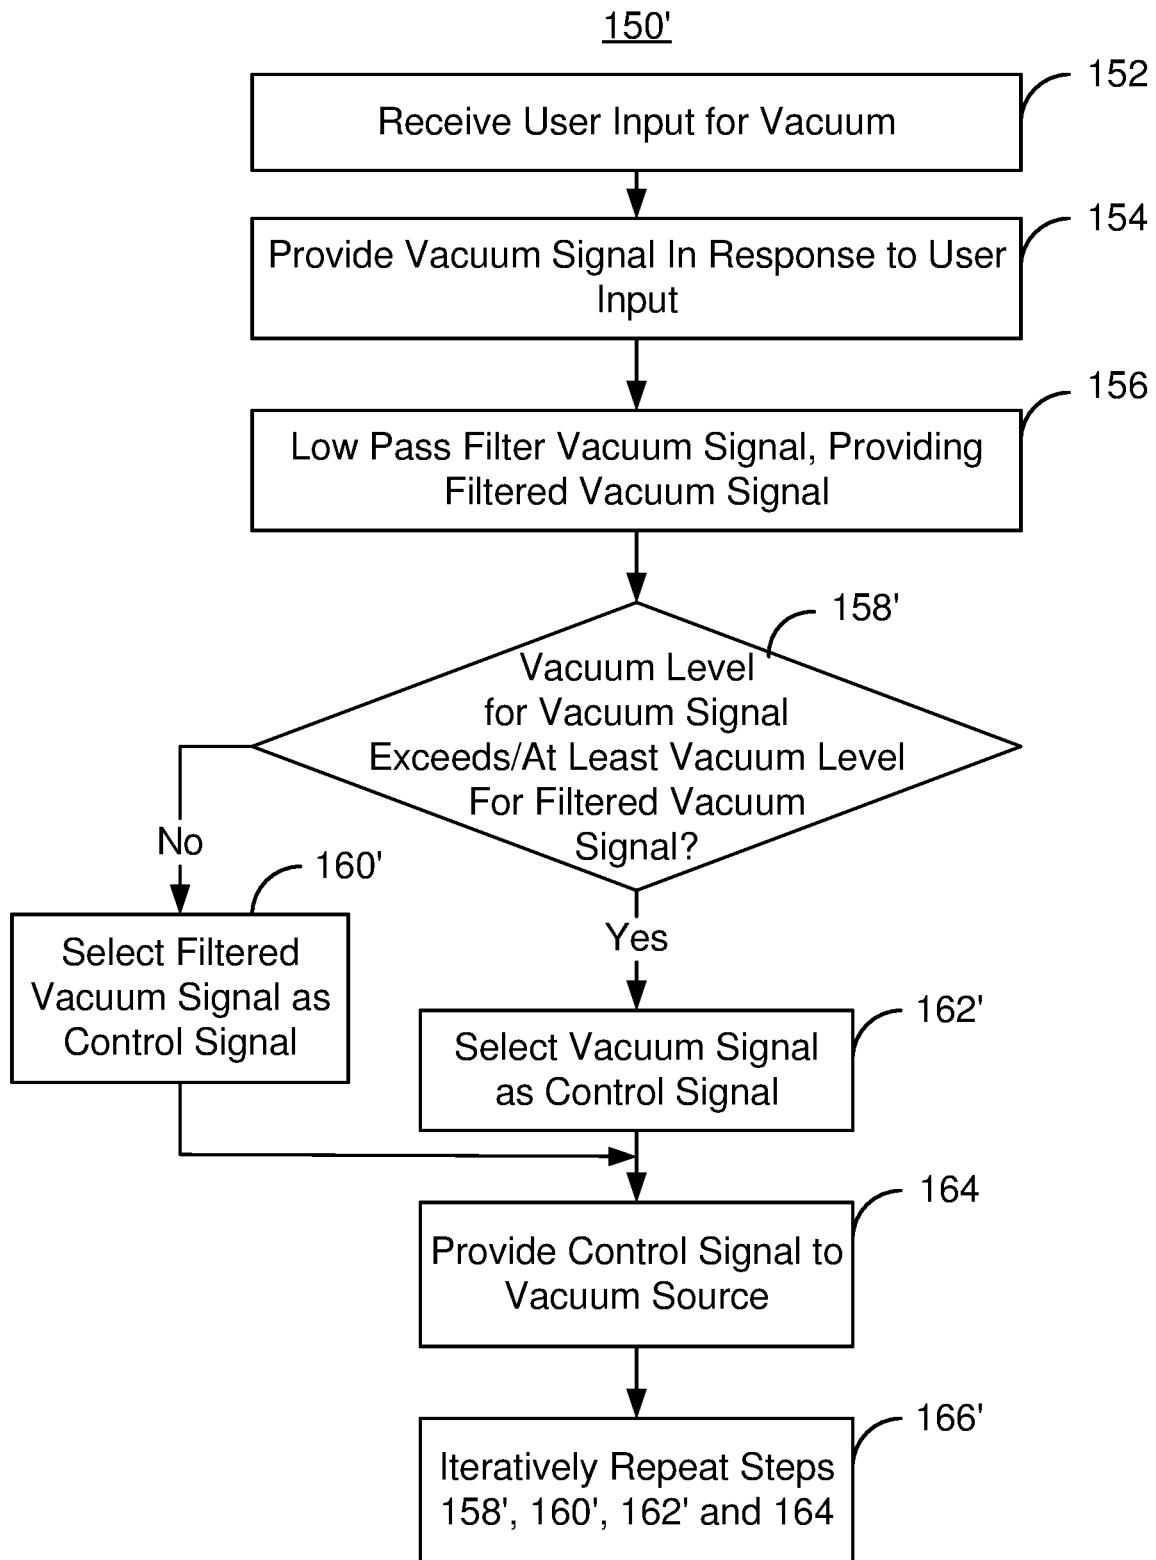 150'
152
Receive User Input for Vacuum
154
Provide Vacuum Signal In Response to User
Input
156
Low Pass Filter Vacuum Signal, Providing
Filtered Vacuum Signal
158'
Vacuum Level
for Vacuum Signal
Exceeds/At Least Vacuum Level
For Filtered Vacuum
Signal?
No
160'
Select Filtered
Vacuum Signal as
Control Signal
Yes
162'
Select Vacuum Signal
as Control Signal
164
Provide Control Signal to
Vacuum Source
166'
Iteratively Repeat Steps
158', 160', 162' and 164